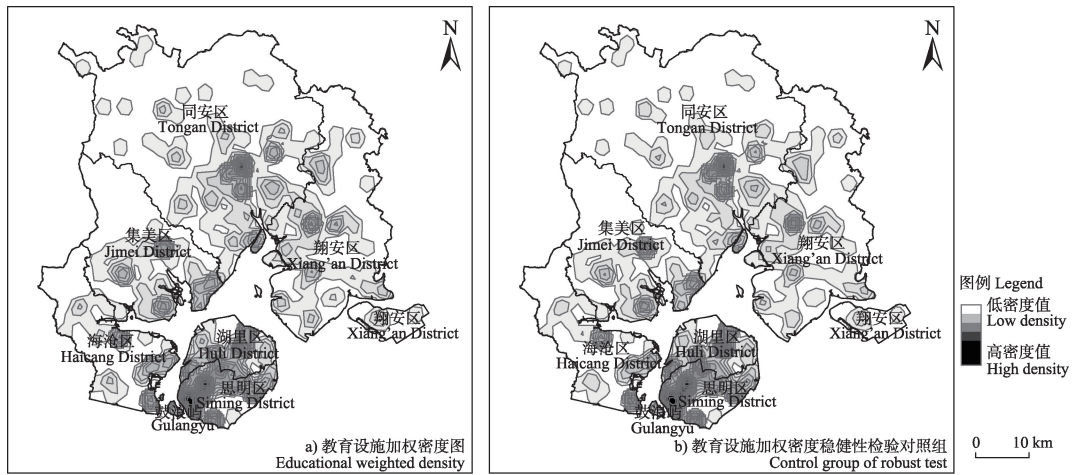 N
同安区
Tongan District
集美区
Jimei District
翔安区
Xiang'an District
翔安区
Xiang'an District
海沧区
Haicang District
湖里区
Huli District
思明区
Siming District
鼓浪屿
Gulangyu
a) 教育设施加权密度图
Educational weighted density
N
同安区
Tongan District
集美区
Jimei District
翔安区
Xiang'an District
翔安区
Xiang'an District
海沧区
Haicang District
湖里区
Huli District
思明区
Siming District
鼓浪屿
Gulangyu
b) 教育设施加权密度稳健性检验对照组
Control group of robust test
图例 Legend
低密度值
Low density
高密度值
High density
0 10 km